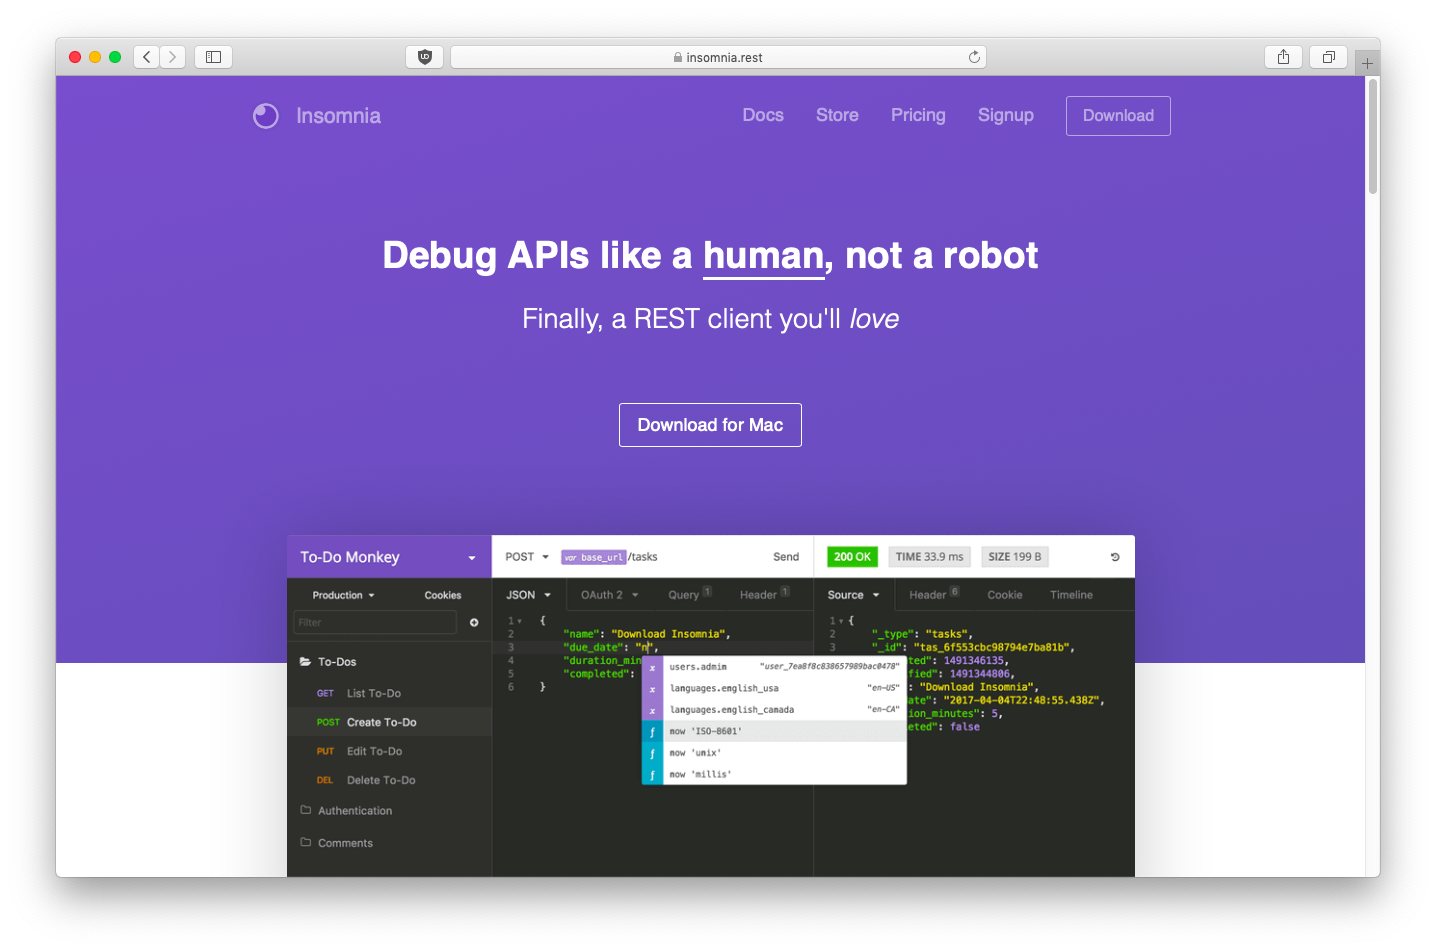 insomnia.rest
Insomnia
Docs Store Pricing Signup Download
Debug APIs like a human, not a robot
Finally, a REST client you'll love
Download for Mac
To-Do Monkey
Production Cookies
Filter
To-Dos
GET List To-Do
POST Create To-Do
PUT Edit To-Do
DEL Delete To-Do
Authentication
Comments
POST var base_url/tasks Send
JSON OAuth 2 Query 1 Header 1
1 {
2 "name": "Download Insomnia",
3 "due_date": "n",
4 "duration_min
5 "completed":
6 }
x users.admin "user_7ea8f8c838657989bac0478"
x languages.english_usa "en-US"
x languages.english_canada "en-CA"
ƒ now 'ISO-8601'
ƒ now 'unix'
ƒ now 'millis'
200 OK TIME 33.9 ms SIZE 199 B
Source Header 6 Cookie Timeline
1 {
2 "_type": "tasks",
3 "_id": "tas_6f553cbc98794e7ba81b",
ted": 1491346135,
fied": 1491344806,
: "Download Insomnia",
ate": "2017-04-04T22:48:55.438Z",
ion_minutes": 5,
eted": false